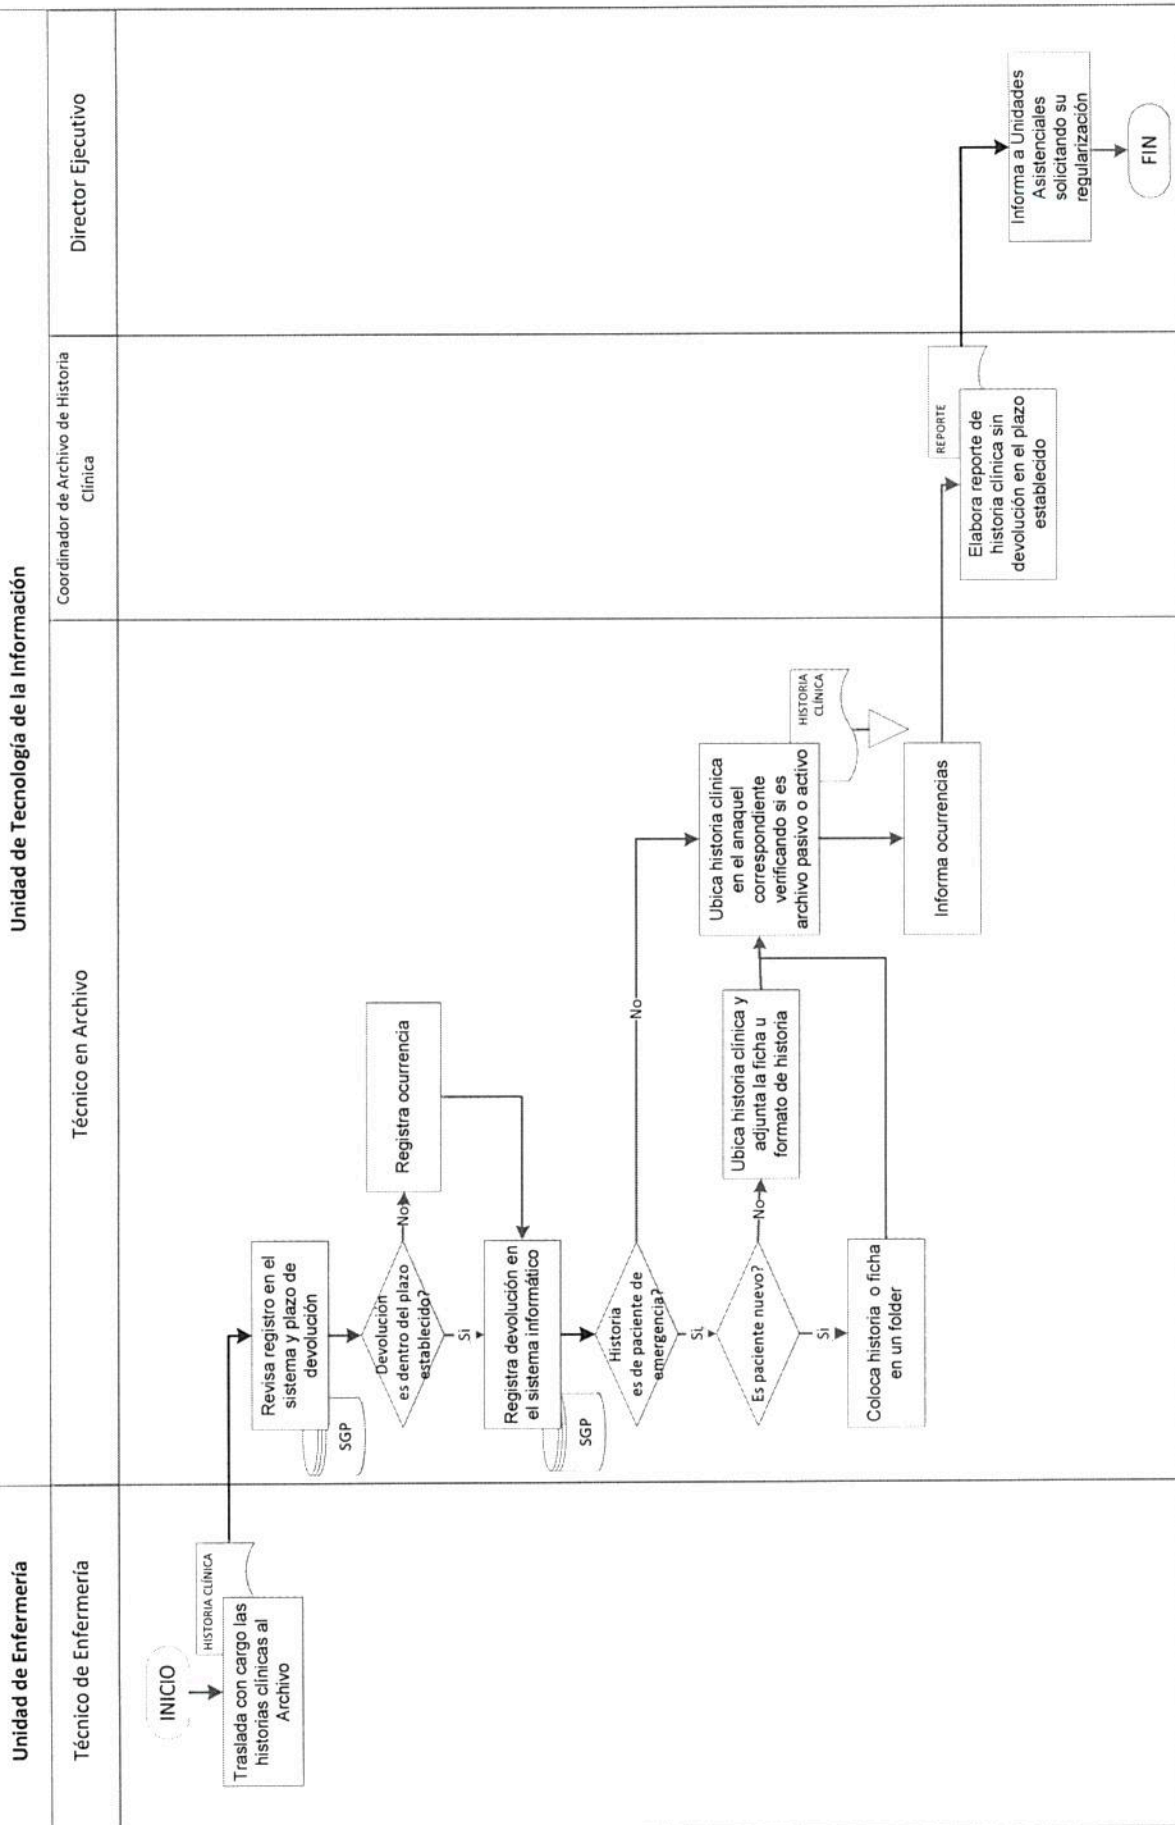 Unidad de Enfermería
Unidad de Tecnología de la Información
Técnico de Enfermería
Técnico en Archivo
Coordinador de Archivo de Historia
Clínica
Director Ejecutivo
INICIO
HISTORIA CLÍNICA
Traslada con cargo las
historias clínicas al
Archivo
Revisa registro en el
sistema y plazo de
devolución
SGP
Devolución
es dentro del plazo
establecido?
No
Registra ocurrencia
Si
Registra devolución en
el sistema informático
SGP
Historia
es de paciente de
emergencia?
No
Si
Es paciente nuevo?
No
Ubica historia clínica y
adjunta la ficha u
formato de historia
Si
Coloca historia o ficha
en un folder
Ubica historia clínica
en el anaquel
correspondiente
verificando si es
archivo pasivo o activo
HISTORIA
CLÍNICA
Informa ocurrencias
REPORTE
Elabora reporte de
historia clínica sin
devolución en el plazo
establecido
Informa a Unidades
Asistenciales
solicitando su
regularización
FIN